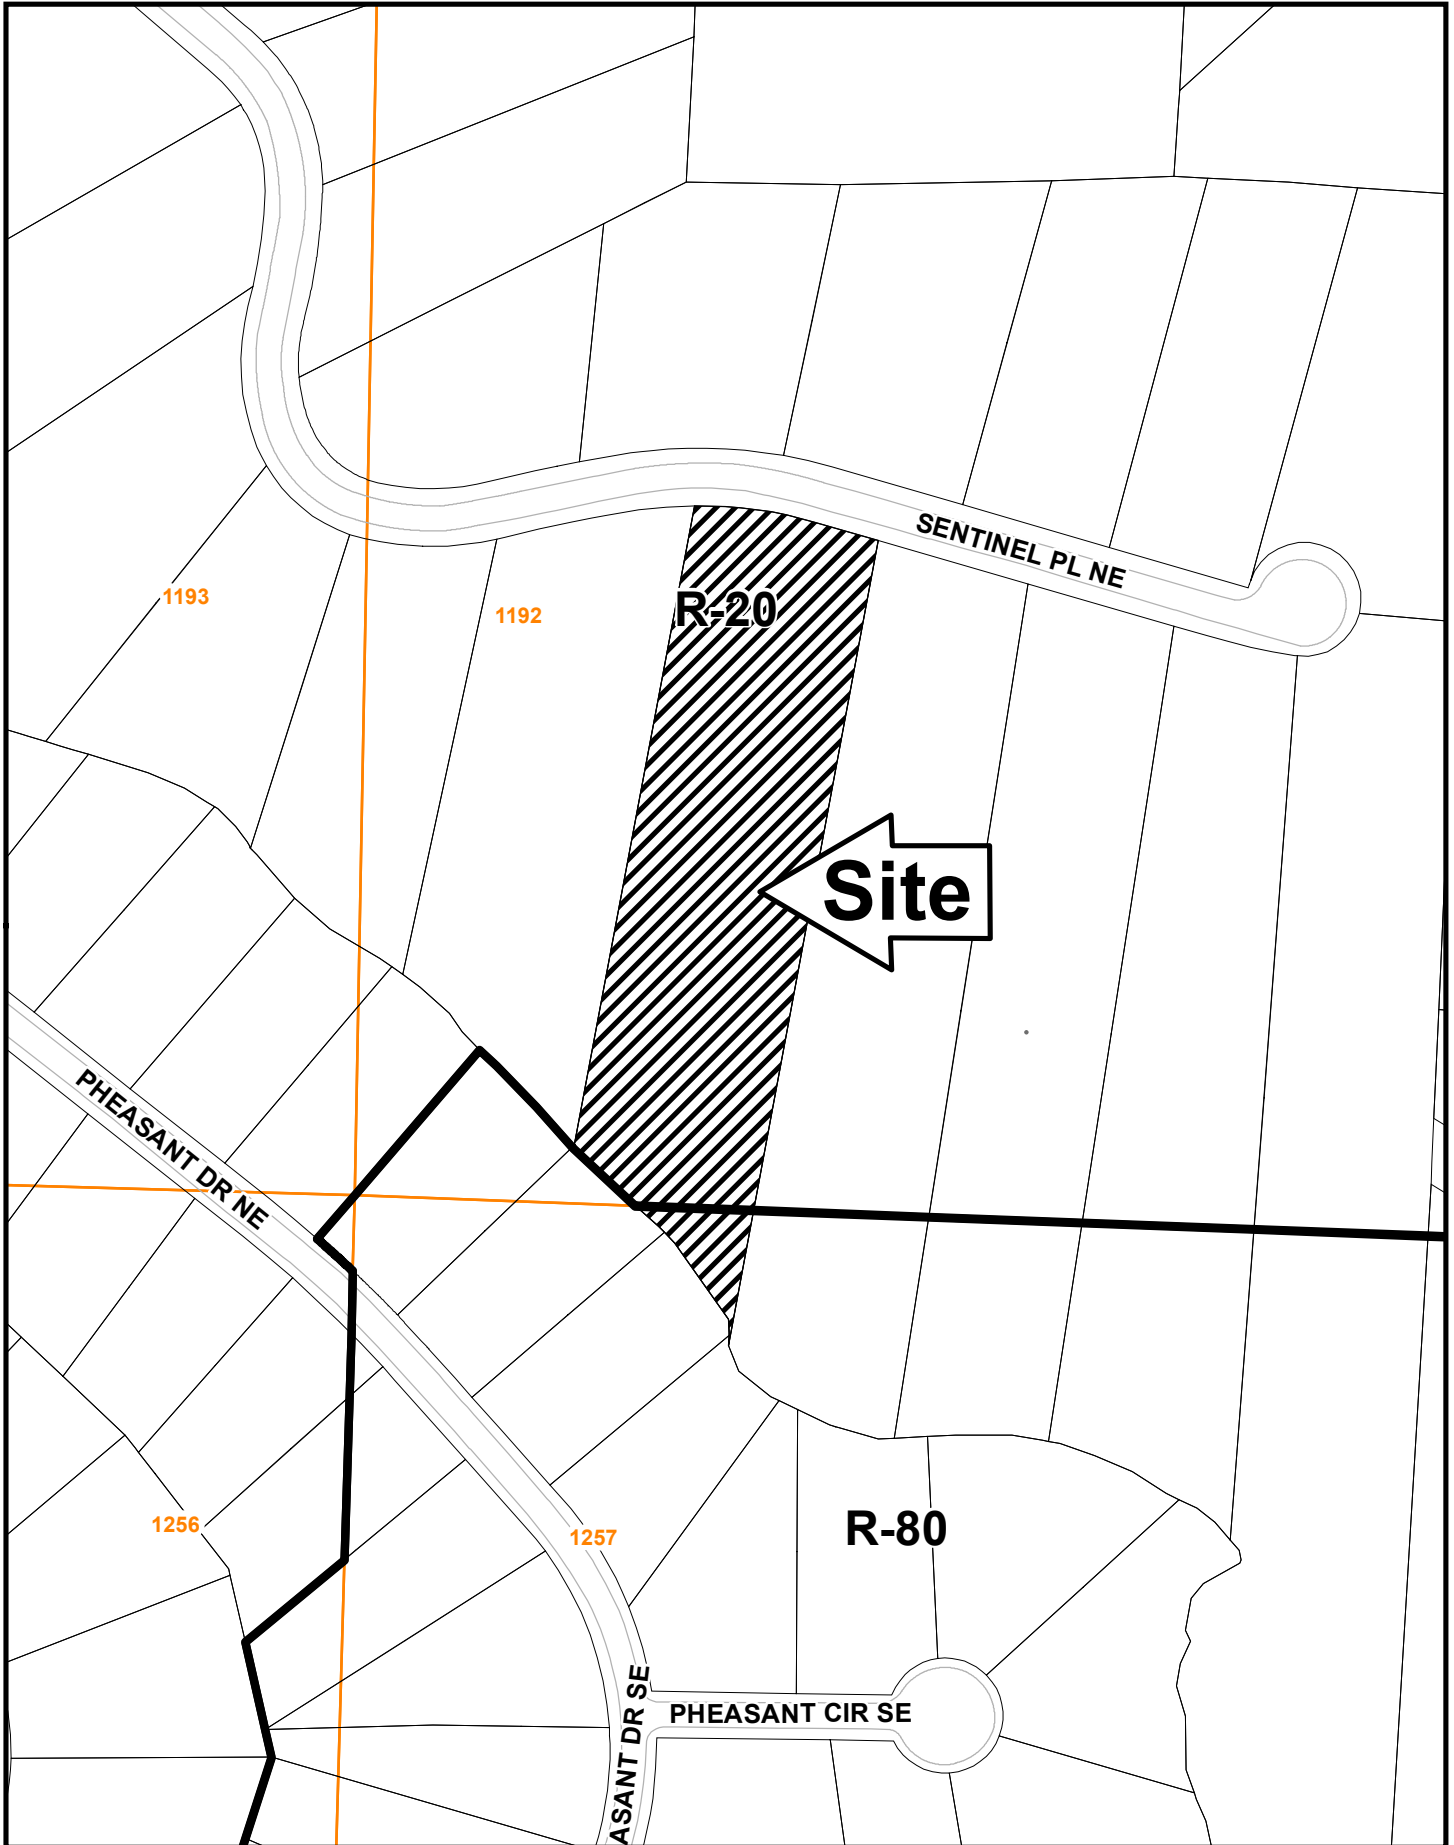 SENTINEL PL NE
1193
1192
R-20
Site
PHEASANT DR NE
1256
1257
R-80
PHEASANT CIR SE
ASANT DR SE